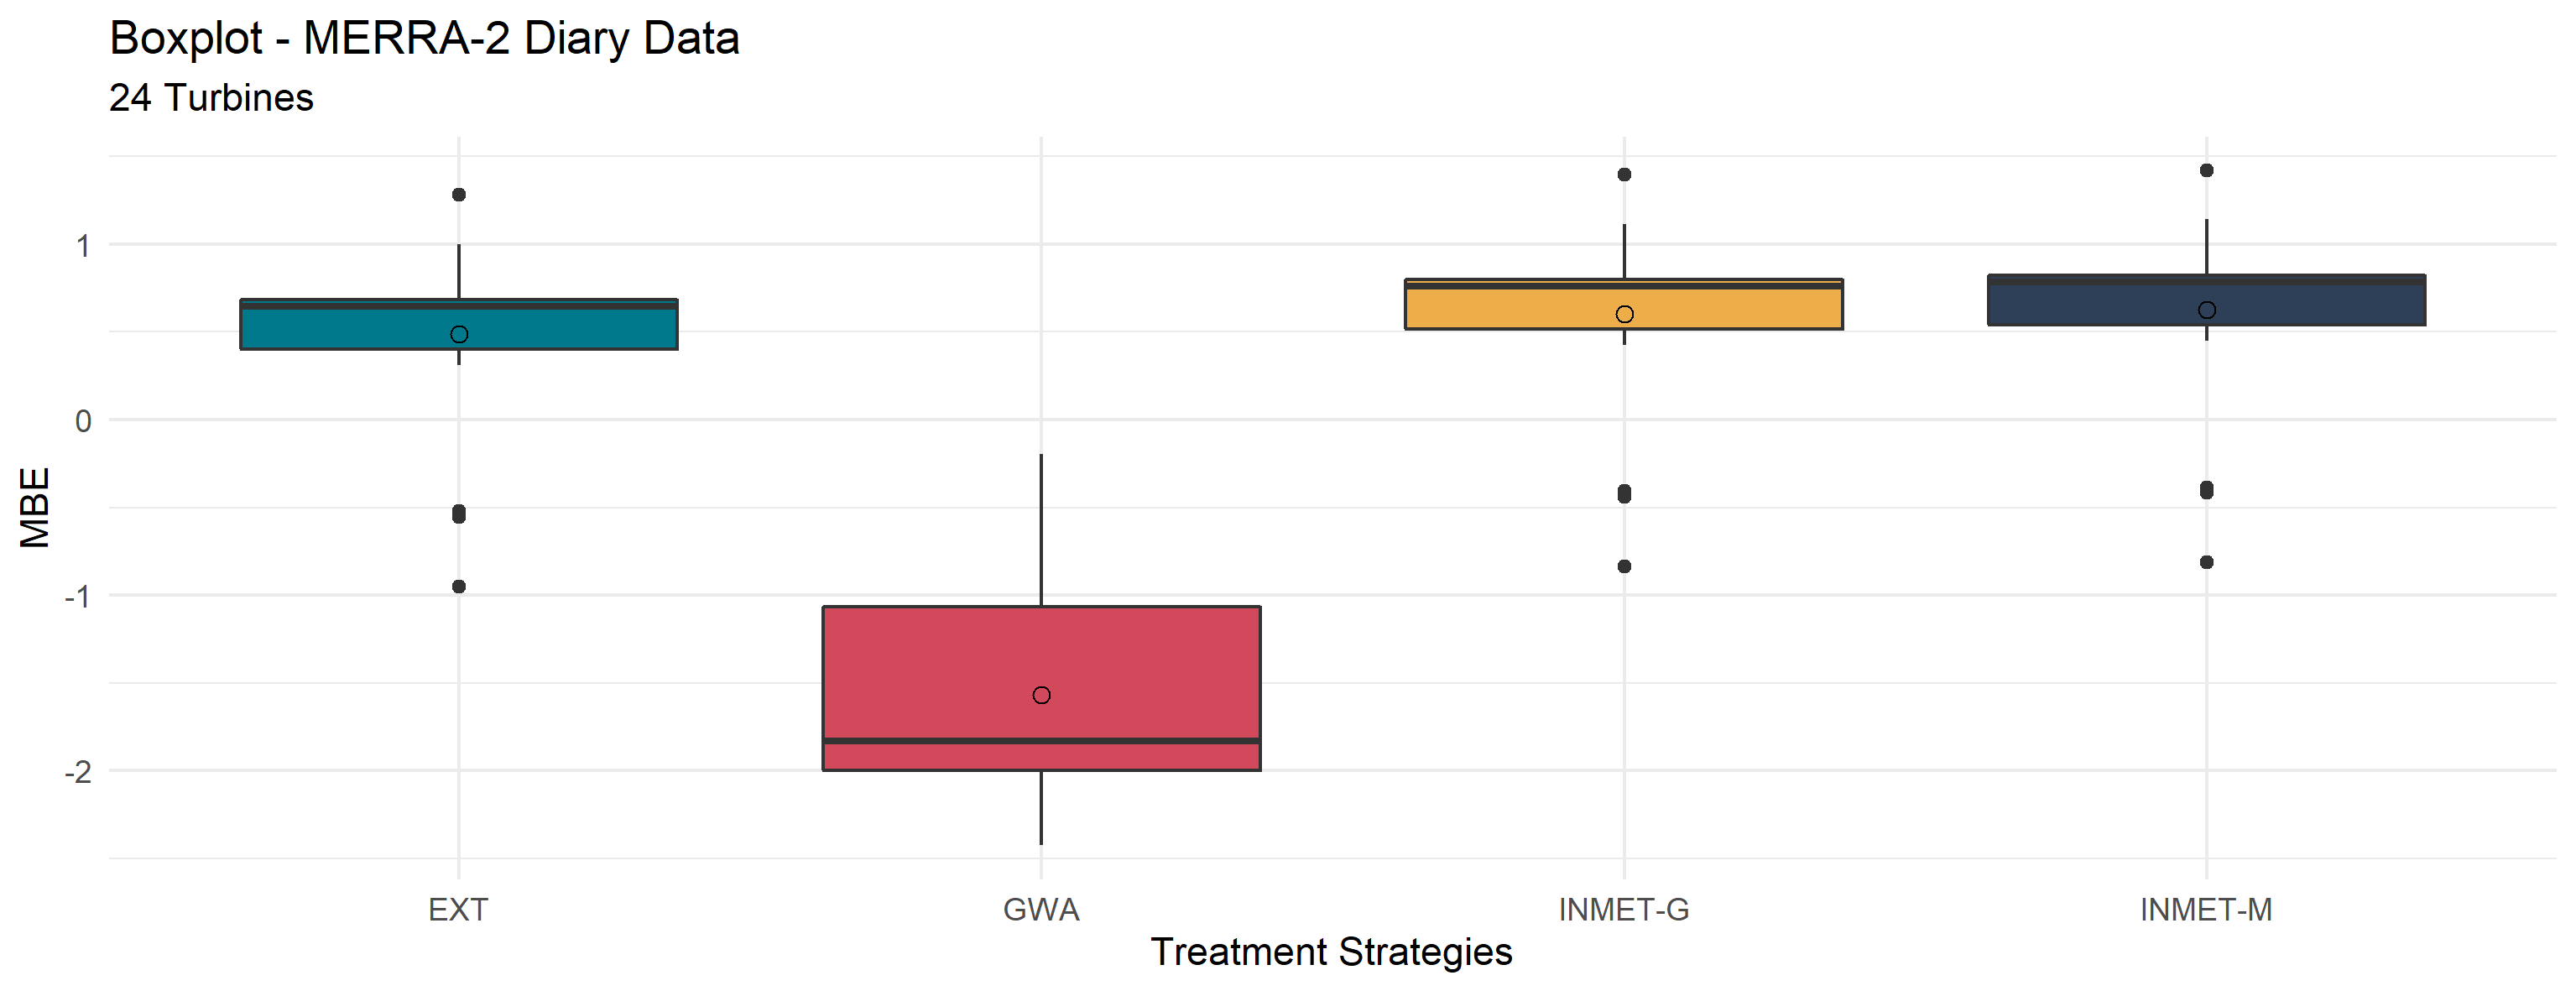 Boxplot - MERRA-2 Diary Data
24 Turbines
1
0
-1
-2
MBE
EXT GWA INMET-G INMET-M
Treatment Strategies